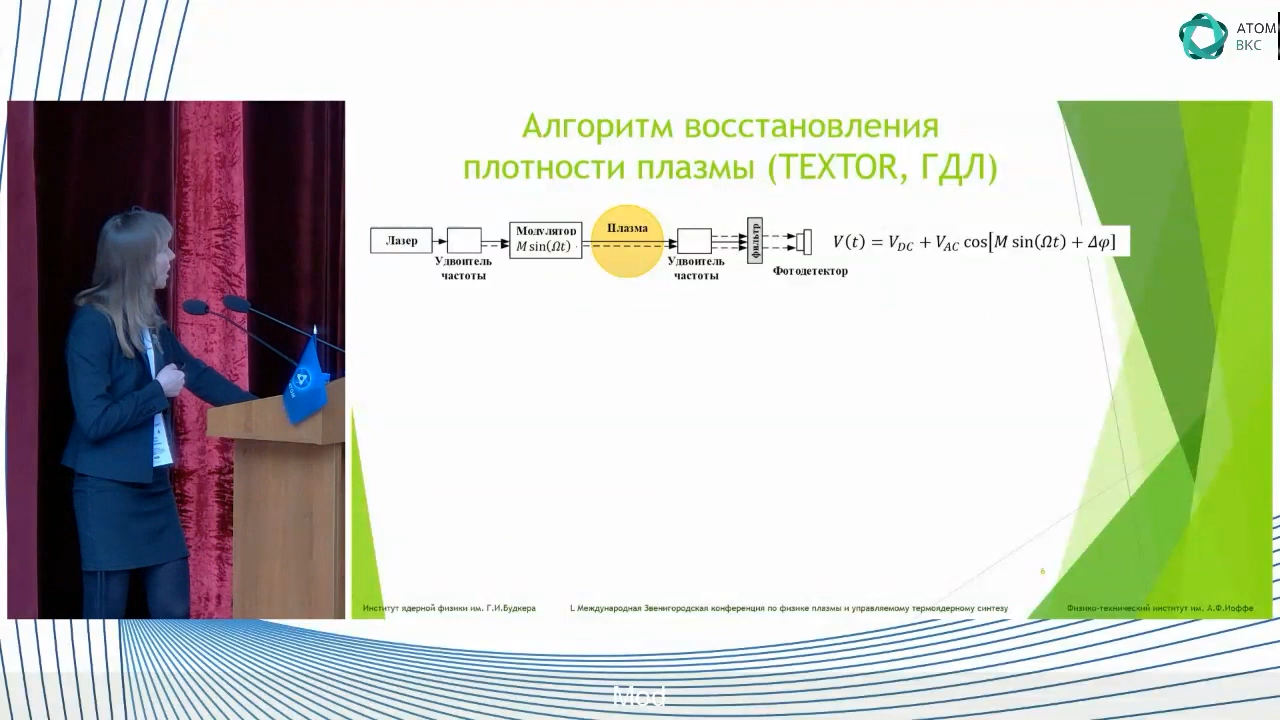 АТОМ
ВКС
Алгоритм восстановления
плотности плазмы (TEXTOR, ГДЛ)
Лазер
Удвоитель
частоты
Модулятор
M sin(Ωt)
Плазма
Удвоитель
частоты
фильтр
Фотодетектор
V(t) = V_DC + V_AC cos[M sin(Ωt) + Δφ]
6
Институт ядерной физики им. Г.И.Будкера
L Международная Звенигородская конференция по физике плазмы и управляемому термоядерному синтезу
Физико-технический институт им. А.Ф.Иоффе
Mod